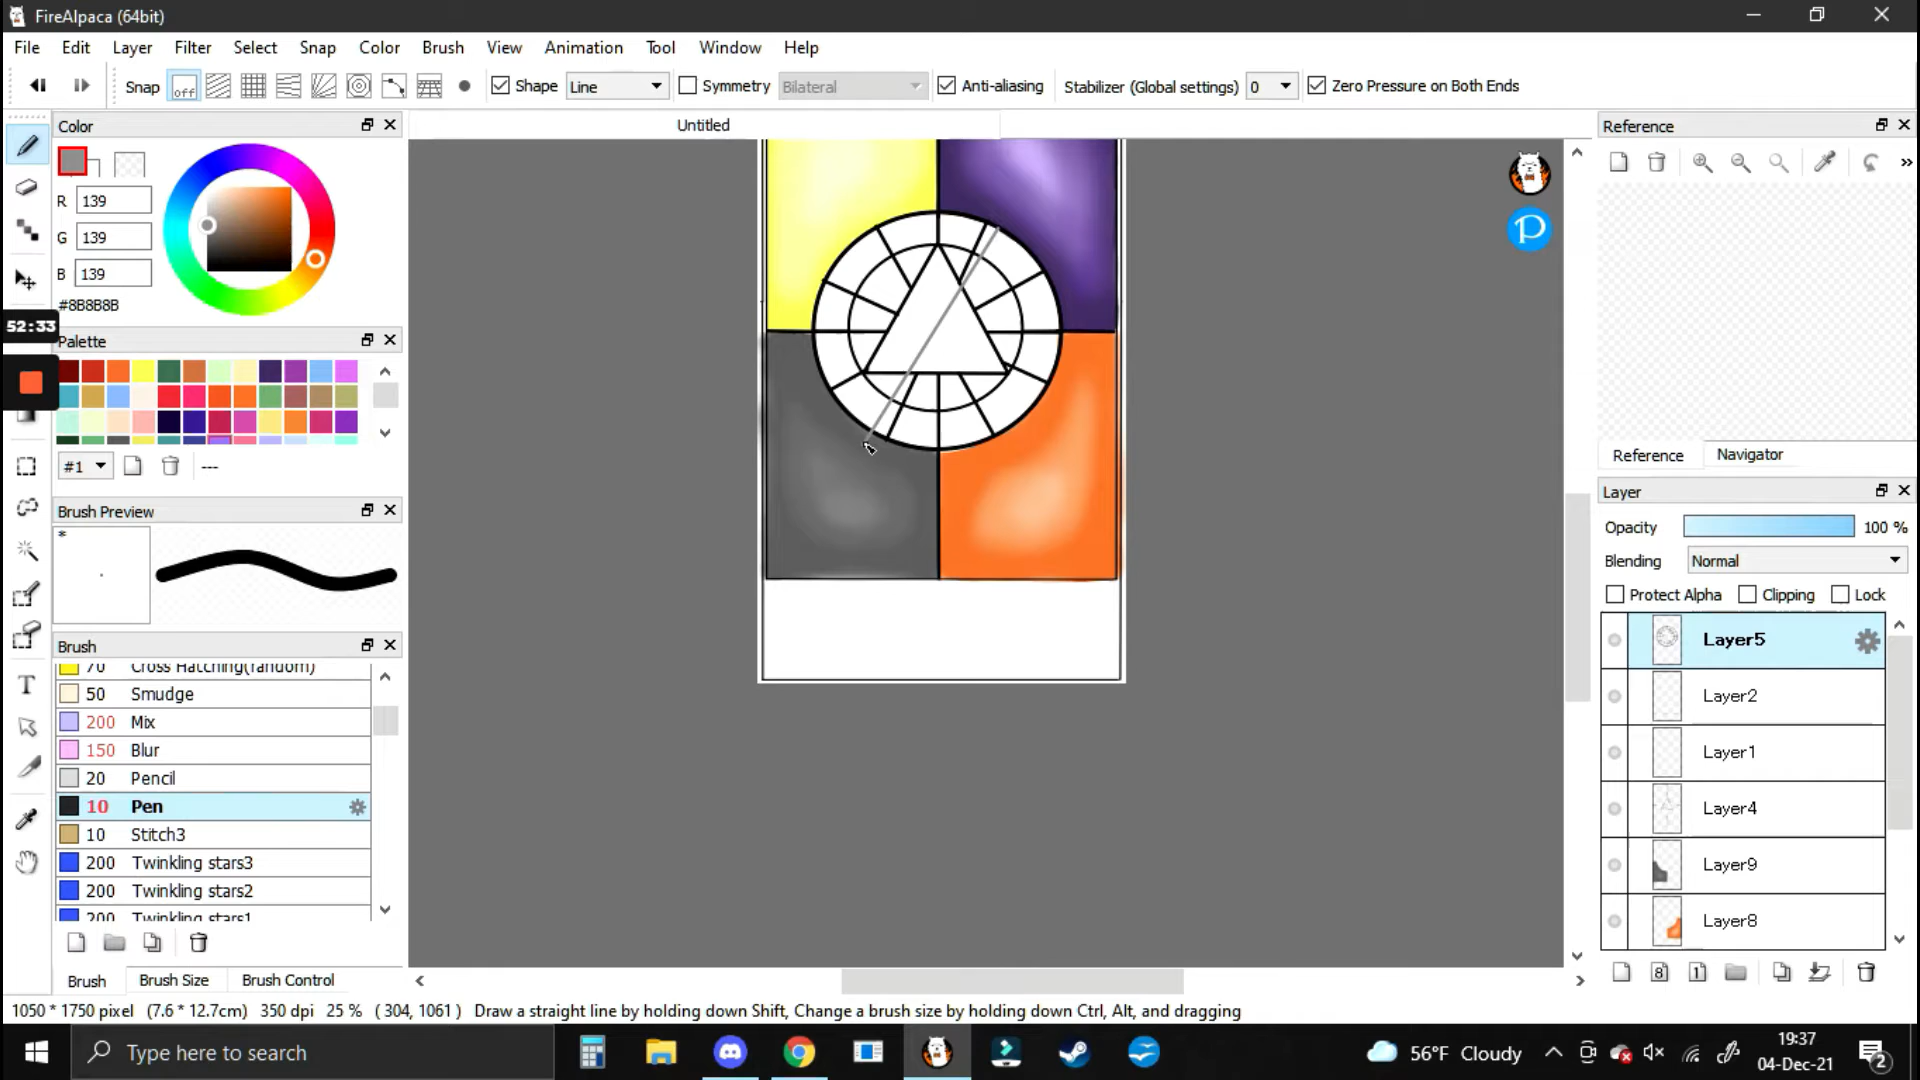 FireAlpaca (64bit)
File Edit Layer Filter Select Snap Color Brush View Animation Tool Window Help
Snap off Shape Line Symmetry Bilateral Anti-aliasing Stabilizer (Global settings) 0 Zero Pressure on Both Ends
Color
Untitled
Reference
R 139
G 139
B 139
#8B8B8B
52:33
Palette
#1 ---
Reference Navigator
Layer
Brush Preview
*
Opacity 100 %
Blending Normal
Protect Alpha Clipping Lock
Brush
70 Cross Hatching(random)
50 Smudge
200 Mix
150 Blur
20 Pencil
10 Pen
10 Stitch3
200 Twinkling stars3
200 Twinkling stars2
200 Twinkling stars1
Layer5
Layer2
Layer1
Layer4
Layer9
Layer8
Brush Brush Size Brush Control
1050 * 1750 pixel (7.6 * 12.7cm) 350 dpi 25 % ( 304, 1061 ) Draw a straight line by holding down Shift, Change a brush size by holding down Ctrl, Alt, and dragging
Type here to search
56°F Cloudy
19:37
04-Dec-21
2